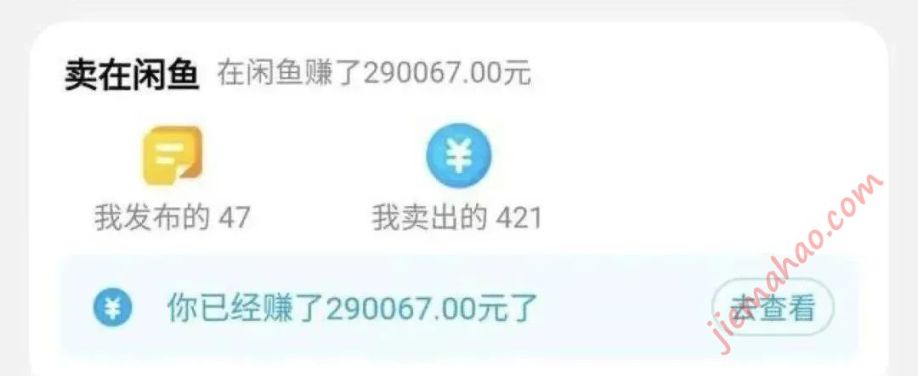 卖在闲鱼 在闲鱼赚了290067.00元
我发布的 47 我卖出的 421
你已经赚了290067.00元了 去查看
jiemahao.com